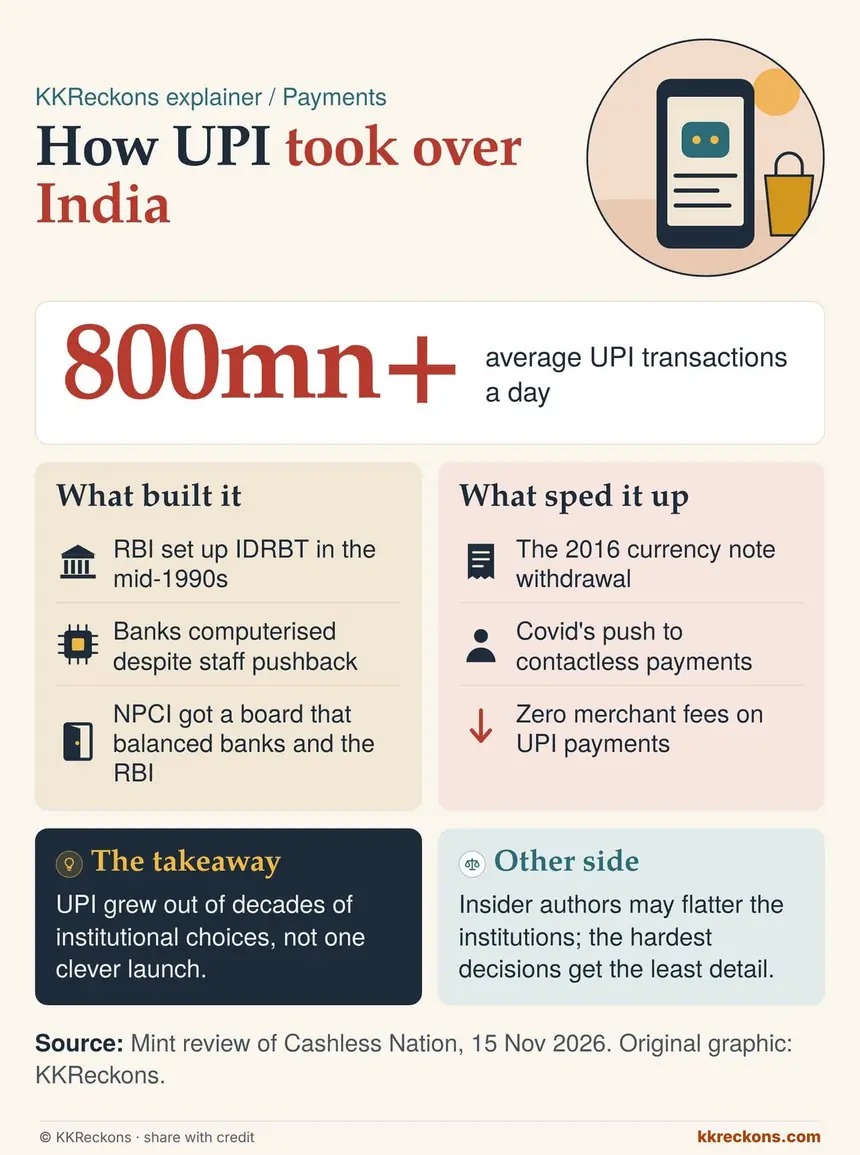 KKReckons explainer / Payments
How UPI took over
India
800mn+
average UPI transactions
a day
What built it
RBI set up IDRBT in the
mid-1990s
Banks computerised
despite staff pushback
NPCI got a board that
balanced banks and the
RBI
What sped it up
The 2016 currency note
withdrawal
Covid's push to
contactless payments
Zero merchant fees on
UPI payments
The takeaway
UPI grew out of decades of
institutional choices, not one
clever launch.
Other side
Insider authors may flatter the
institutions; the hardest
decisions get the least detail.
Source: Mint review of Cashless Nation, 15 Nov 2026. Original graphic:
KKReckons.
© KKReckons · share with credit
kkreckons.com